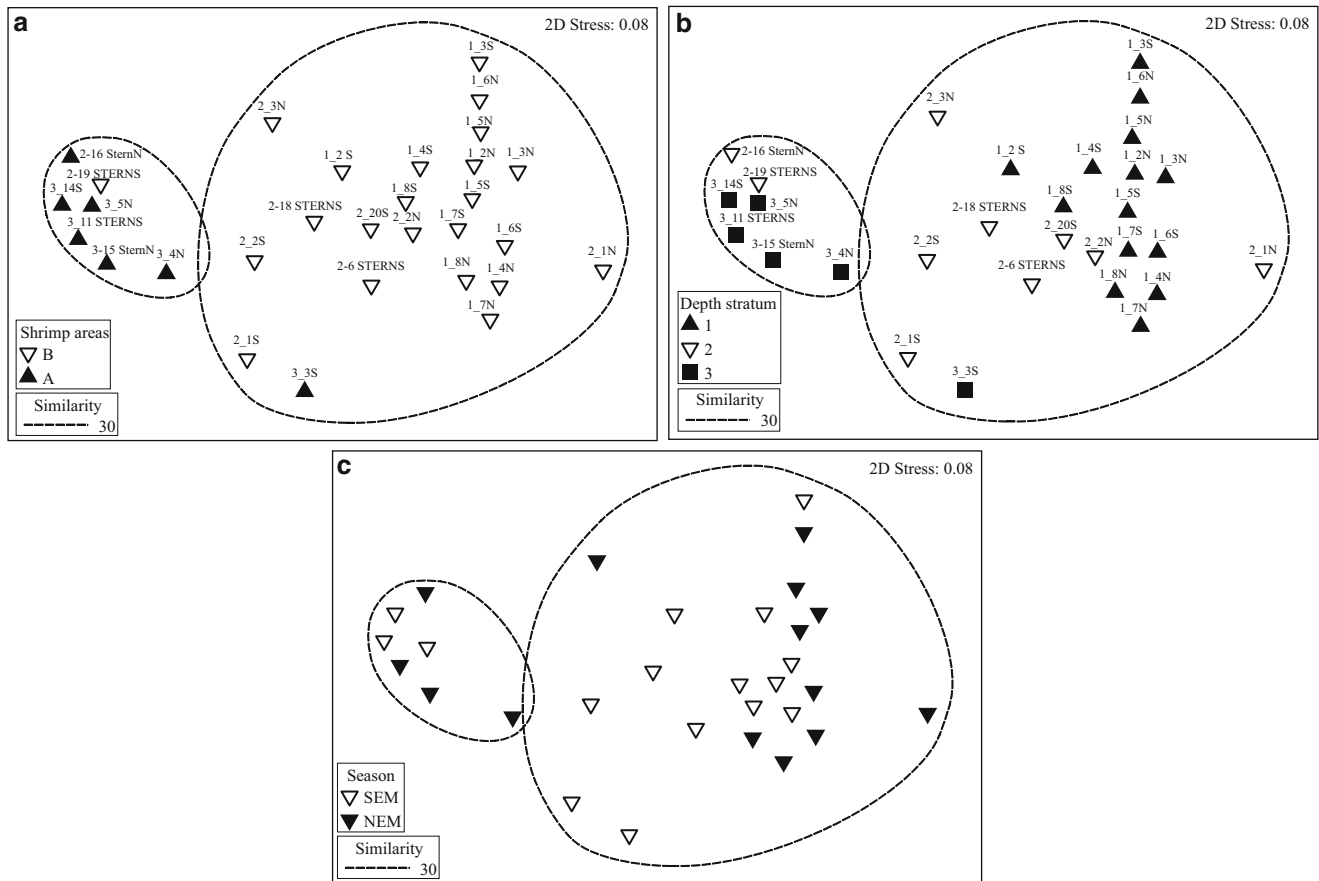 a
2D Stress: 0.08
1_3S
1_6N
2_3N
1_5N
2-16 SternN
1_2 S
1_4S
1_2N
1_3N
2-19 STERNS
3_14S
3_5N
1_8S
1_5S
3_11 STERNS
2-18 STERNS
2_20S
2_2N
1_7S
3-15 SternN
3_4N
2_2S
1_6S
2-6 STERNS
1_8N
1_4N
2_1N
1_7N
2_1S
3_3S
Shrimp areas
B
A
Similarity
30
b
2D Stress: 0.08
1_3S
1_6N
2_3N
1_5N
2-16 SternN
1_2 S
1_4S
1_2N
1_3N
2-19 STERNS
3_14S
3_5N
1_8S
1_5S
3_11 STERNS
2-18 STERNS
2_20S
1_7S
1_6S
3-15 SternN
3_4N
2_2S
2_2N
2-6 STERNS
1_8N
1_4N
2_1N
1_7N
2_1S
3_3S
Depth stratum
1
2
3
Similarity
30
c
2D Stress: 0.08
Season
SEM
NEM
Similarity
30